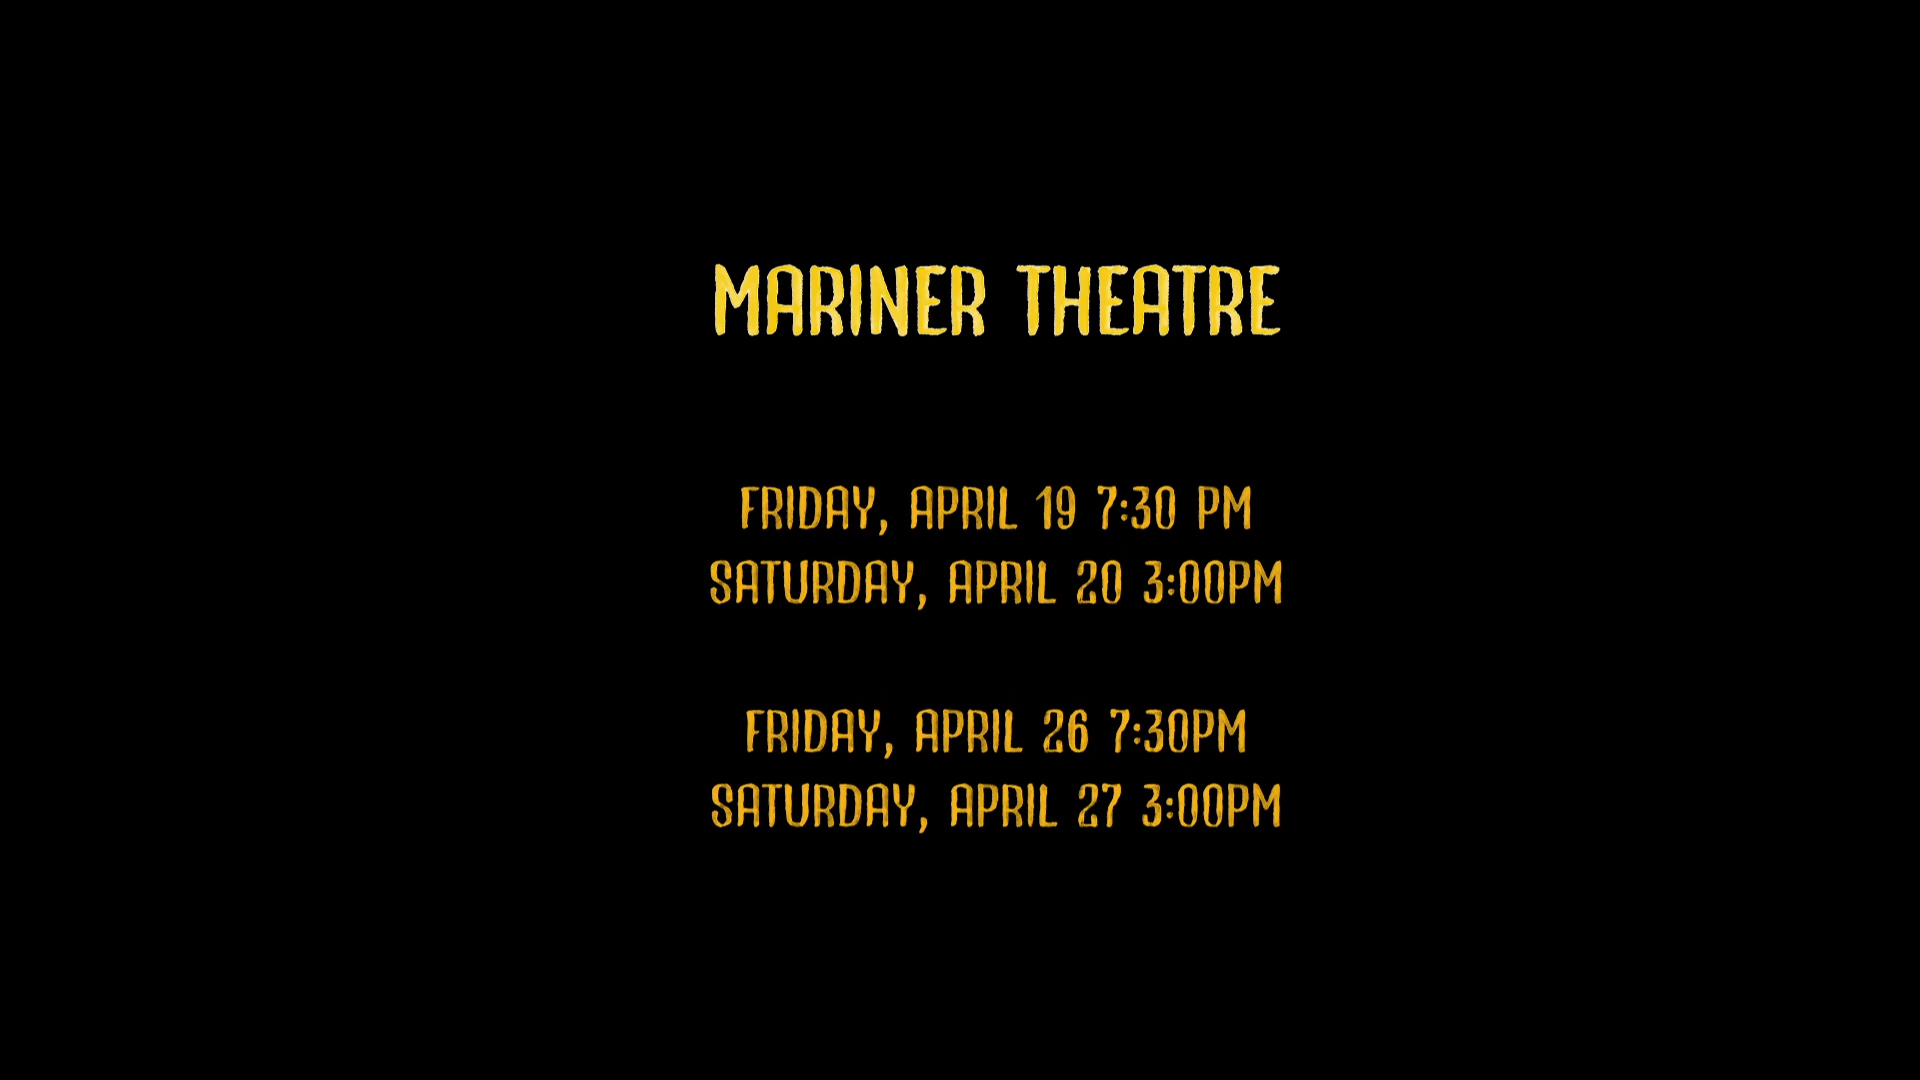 MARINER THEATRE
FRIDAY, APRIL 19 7:30 PM
SATURDAY, APRIL 20 3:00PM
FRIDAY, APRIL 26 7:30PM
SATURDAY, APRIL 27 3:00PM